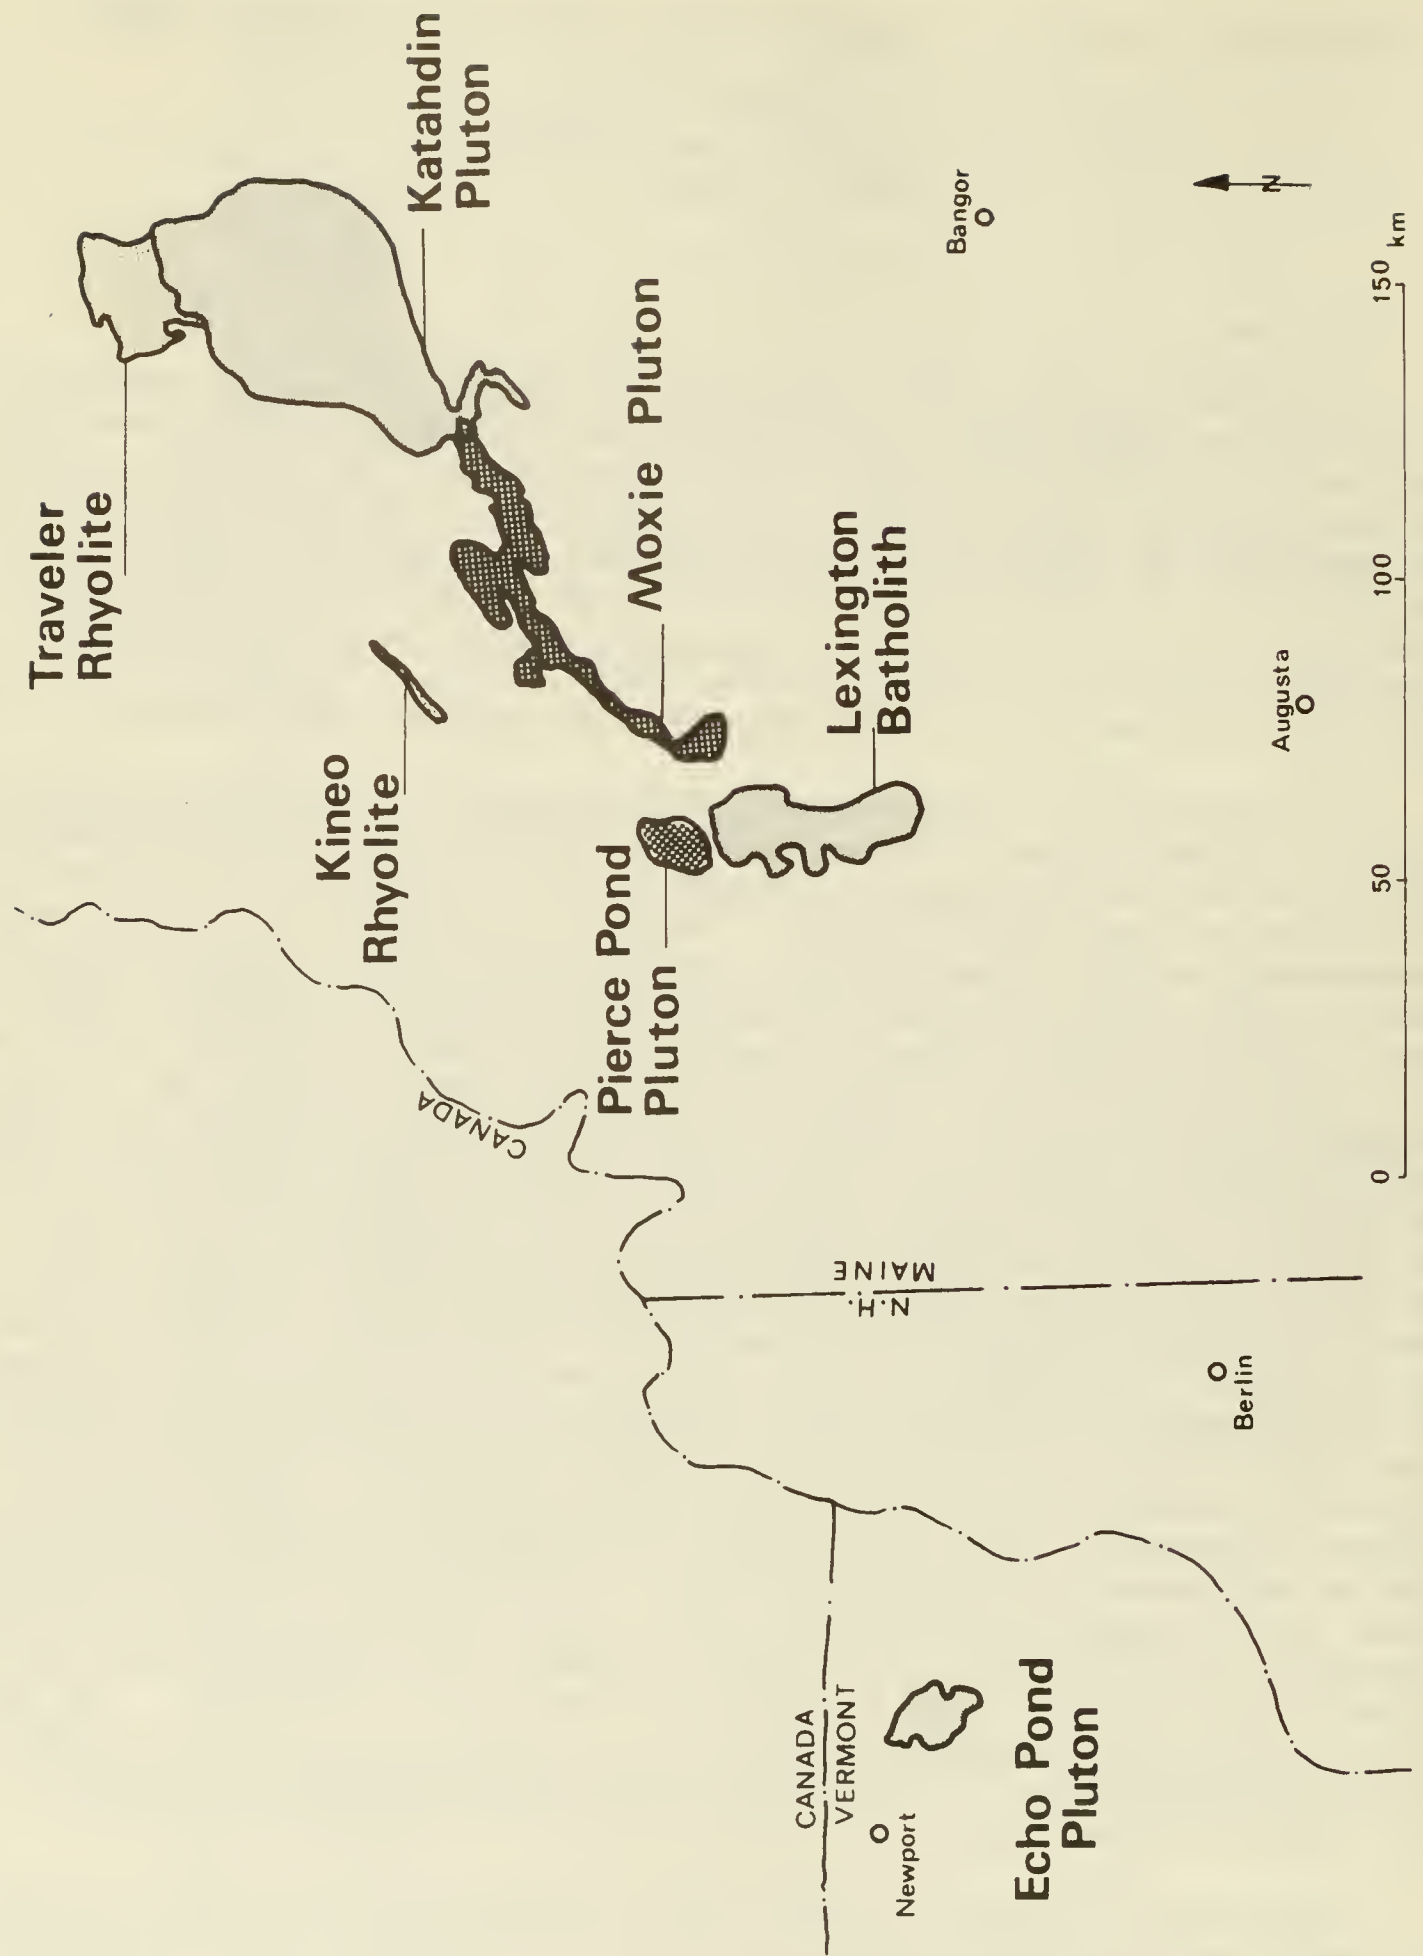 Traveler
Rhyolite
Katahdin
Pluton
Kineo
Rhyolite
Moxie Pluton
Pierce Pond
Pluton
Lexington
Batholith
Bangor
Augusta
N
CANADA
MAINE
N.H.
Berlin
CANADA
VERMONT
Newport
Echo Pond
Pluton
0 50 100 150 km